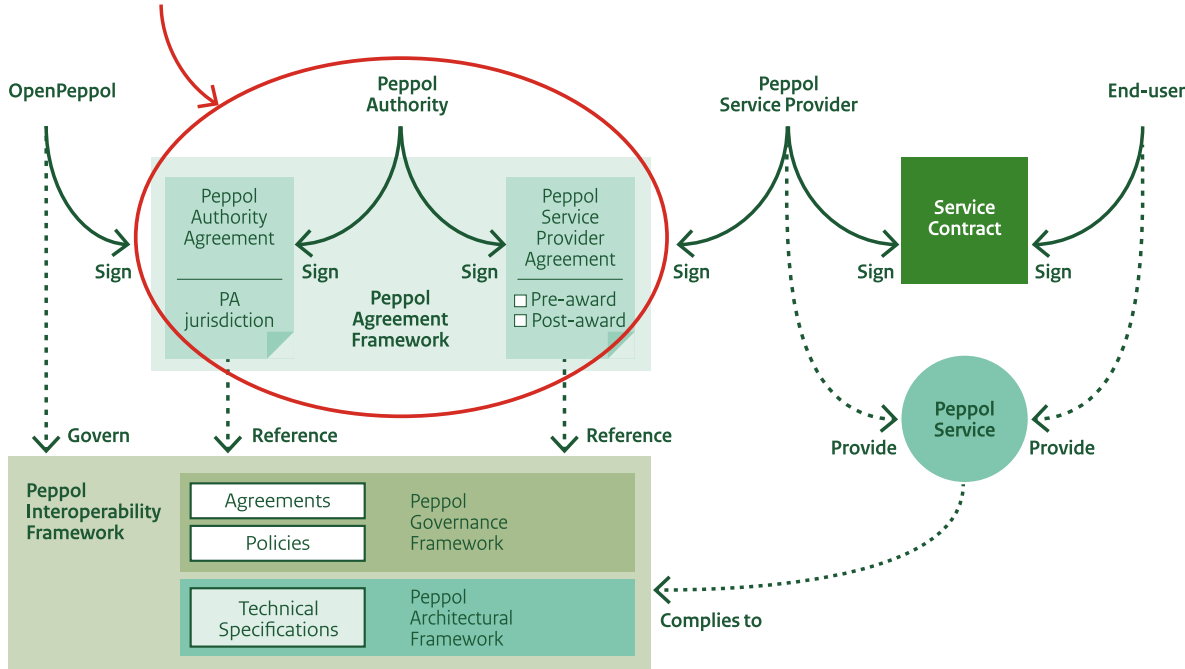 OpenPeppol
Peppol
Authority
Peppol
Service Provider
End-user
Peppol
Authority
Agreement
PA
jurisdiction
Peppol
Service
Provider
Agreement
Pre-award
Post-award
Peppol
Agreement
Framework
Service
Contract
Sign
Sign
Sign
Sign
Sign
Sign
Peppol
Service
Provide
Provide
Govern
Reference
Reference
Peppol
Interoperability
Framework
Agreements
Policies
Peppol
Governance
Framework
Technical
Specifications
Peppol
Architectural
Framework
Complies to